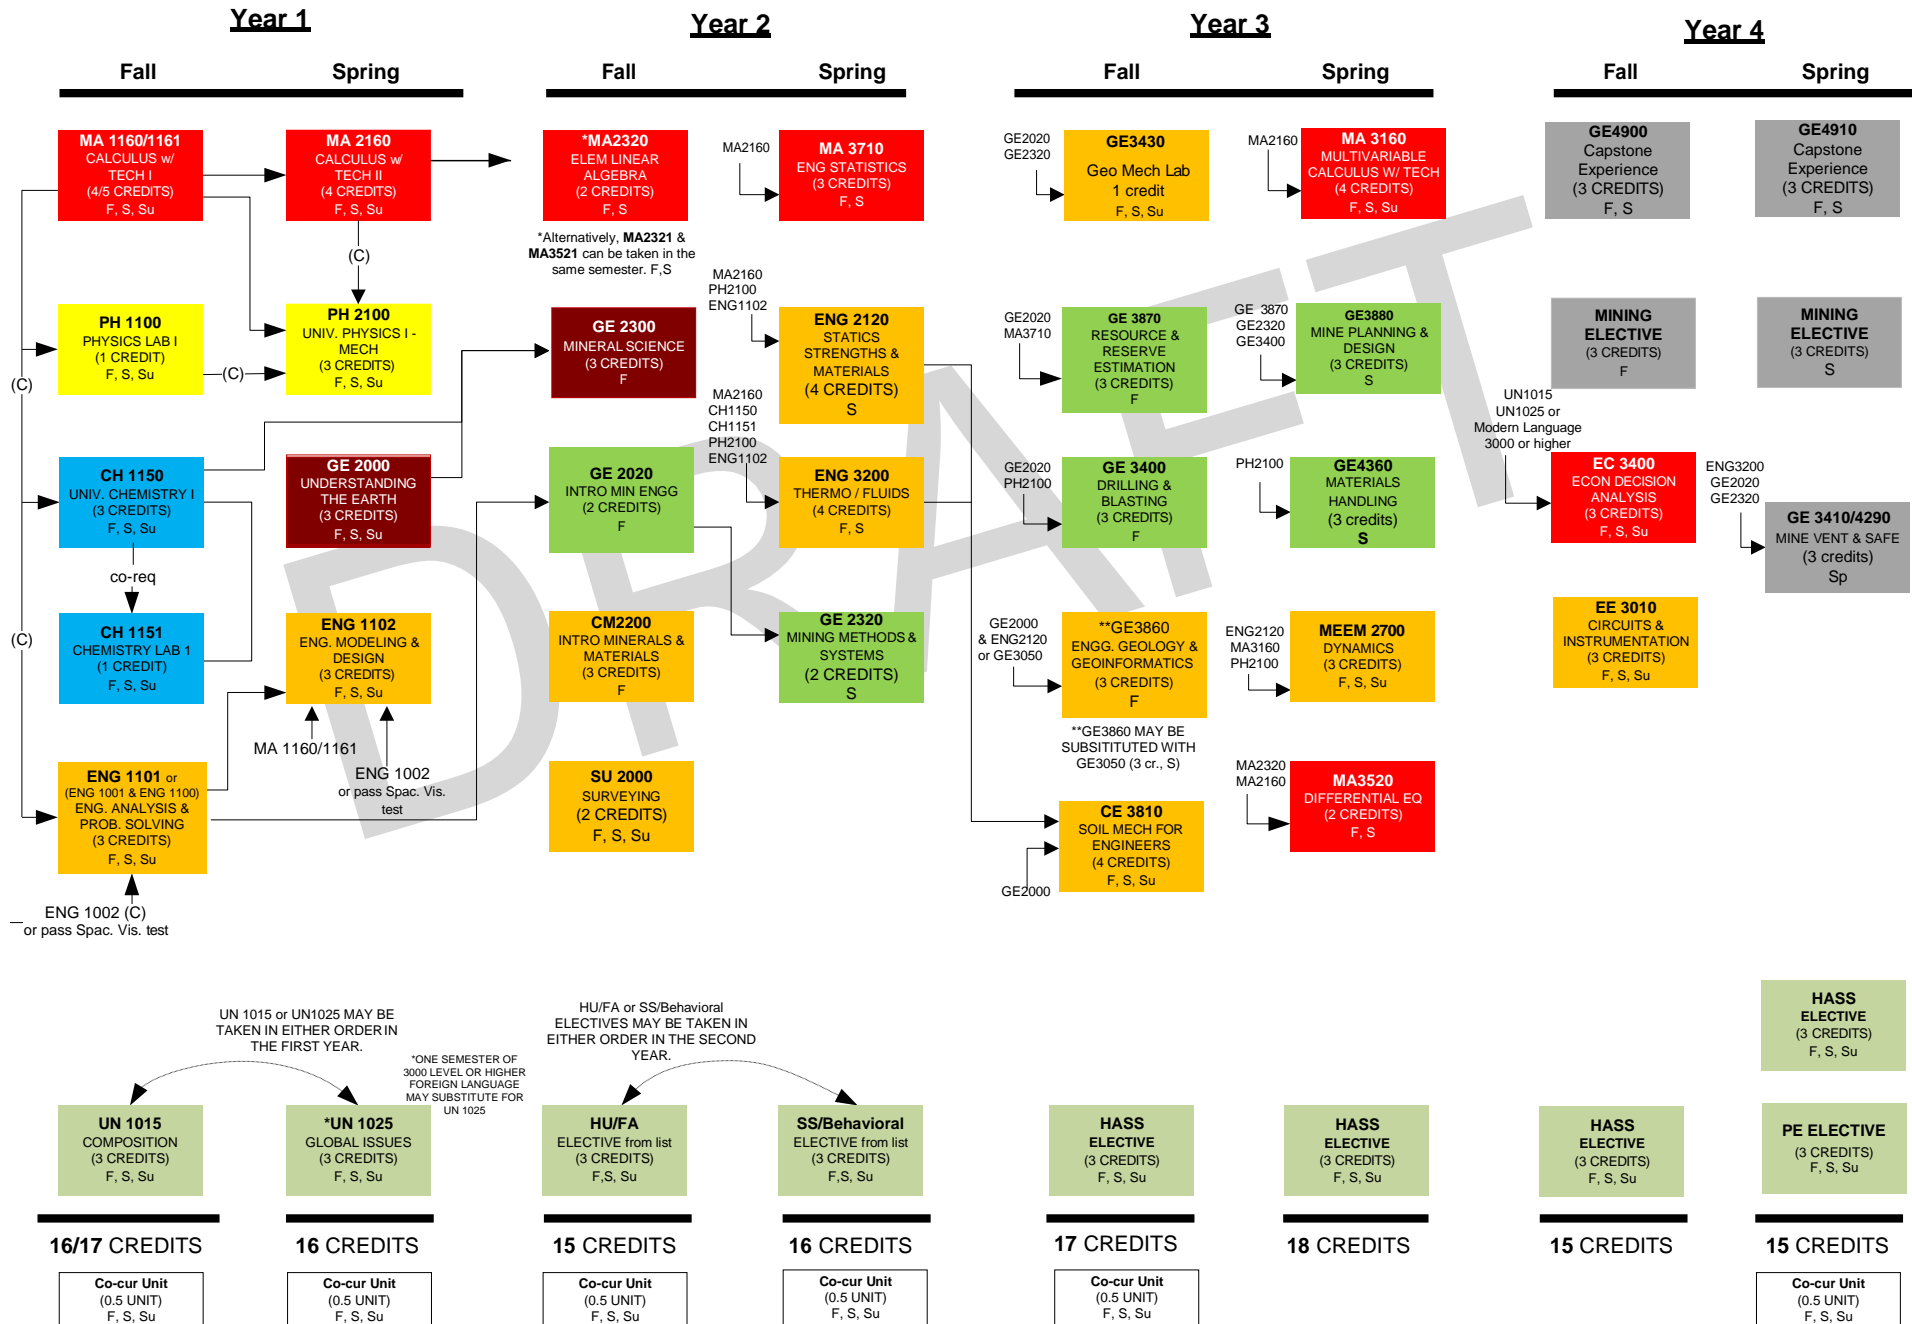 Year 1
Year 2
Year 3
Year 4
Fall
Spring
Fall
Spring
Fall
Spring
Fall
Spring
DRAFT
MA 1160/1161
CALCULUS w/
TECH I
(4/5 CREDITS)
F, S, Su
MA 2160
CALCULUS w/
TECH II
(4 CREDITS)
F, S, Su
(C)
*MA2320
ELEM LINEAR
ALGEBRA
(2 CREDITS)
F, S
*Alternatively, MA2321 &
MA3521 can be taken in the
same semester. F,S
MA2160
MA 3710
ENG STATISTICS
(3 CREDITS)
F, S
GE2020
GE2320
GE3430
Geo Mech Lab
1 credit
F, S, Su
MA2160
MA 3160
MULTIVARIABLE
CALCULUS W/ TECH
(4 CREDITS)
F, S, Su
GE4900
Capstone
Experience
(3 CREDITS)
F, S
GE4910
Capstone
Experience
(3 CREDITS)
F, S
(C)
PH 1100
PHYSICS LAB I
(1 CREDIT)
F, S, Su
(C)
PH 2100
UNIV. PHYSICS I -
MECH
(3 CREDITS)
F, S, Su
GE 2300
MINERAL SCIENCE
(3 CREDITS)
F
MA2160
PH2100
ENG1102
ENG 2120
STATICS
STRENGTHS &
MATERIALS
(4 CREDITS)
S
GE2020
MA3710
GE 3870
RESOURCE &
RESERVE
ESTIMATION
(3 CREDITS)
F
GE 3870
GE2320
GE3400
GE3880
MINE PLANNING &
DESIGN
(3 CREDITS)
S
MINING
ELECTIVE
(3 CREDITS)
F
MINING
ELECTIVE
(3 CREDITS)
S
CH 1150
UNIV. CHEMISTRY I
(3 CREDITS)
F, S, Su
co-req
GE 2000
UNDERSTANDING
THE EARTH
(3 CREDITS)
F, S, Su
GE 2020
INTRO MIN ENGG
(2 CREDITS)
F
MA2160
CH1150
CH1151
PH2100
ENG1102
ENG 3200
THERMO / FLUIDS
(4 CREDITS)
F, S
GE2020
PH2100
GE 3400
DRILLING &
BLASTING
(3 CREDITS)
F
PH2100
GE4360
MATERIALS
HANDLING
(3 credits)
S
UN1015
UN1025 or
Modern Language
3000 or higher
EC 3400
ECON DECISION
ANALYSIS
(3 CREDITS)
F, S, Su
ENG3200
GE2020
GE2320
GE 3410/4290
MINE VENT & SAFE
(3 credits)
Sp
(C)
CH 1151
CHEMISTRY LAB 1
(1 CREDIT)
F, S, Su
ENG 1102
ENG. MODELING &
DESIGN
(3 CREDITS)
F, S, Su
MA 1160/1161
ENG 1002
or pass Spac. Vis.
test
CM2200
INTRO MINERALS &
MATERIALS
(3 CREDITS)
F
GE 2320
MINING METHODS &
SYSTEMS
(2 CREDITS)
S
GE2000
& ENG2120
or GE3050
**GE3860
ENGG. GEOLOGY &
GEOINFORMATICS
(3 CREDITS)
F
**GE3860 MAY BE
SUBSITITUTED WITH
GE3050 (3 cr., S)
ENG2120
MA3160
PH2100
MEEM 2700
DYNAMICS
(3 CREDITS)
F, S, Su
EE 3010
CIRCUITS &
INSTRUMENTATION
(3 CREDITS)
F, S, Su
ENG 1101 or
(ENG 1001 & ENG 1100)
ENG. ANALYSIS &
PROB. SOLVING
(3 CREDITS)
F, S, Su
ENG 1002 (C)
or pass Spac. Vis. test
SU 2000
SURVEYING
(2 CREDITS)
F, S, Su
CE 3810
SOIL MECH FOR
ENGINEERS
(4 CREDITS)
F, S, Su
GE2000
MA2320
MA2160
MA3520
DIFFERENTIAL EQ
(2 CREDITS)
F, S
UN 1015 or UN1025 MAY BE
TAKEN IN EITHER ORDER IN
THE FIRST YEAR.
*ONE SEMESTER OF
3000 LEVEL OR HIGHER
FOREIGN LANGUAGE
MAY SUBSTITUTE FOR
UN 1025
HU/FA or SS/Behavioral
ELECTIVES MAY BE TAKEN IN
EITHER ORDER IN THE SECOND
YEAR.
HASS
ELECTIVE
(3 CREDITS)
F, S, Su
UN 1015
COMPOSITION
(3 CREDITS)
F, S, Su
*UN 1025
GLOBAL ISSUES
(3 CREDITS)
F, S, Su
HU/FA
ELECTIVE from list
(3 CREDITS)
F,S, Su
SS/Behavioral
ELECTIVE from list
(3 CREDITS)
F,S, Su
HASS
ELECTIVE
(3 CREDITS)
F, S, Su
HASS
ELECTIVE
(3 CREDITS)
F, S, Su
HASS
ELECTIVE
(3 CREDITS)
F, S, Su
PE ELECTIVE
(3 CREDITS)
F, S, Su
16/17 CREDITS
16 CREDITS
15 CREDITS
16 CREDITS
17 CREDITS
18 CREDITS
15 CREDITS
15 CREDITS
Co-cur Unit
(0.5 UNIT)
F, S, Su
Co-cur Unit
(0.5 UNIT)
F, S, Su
Co-cur Unit
(0.5 UNIT)
F, S, Su
Co-cur Unit
(0.5 UNIT)
F, S, Su
Co-cur Unit
(0.5 UNIT)
F, S, Su
Co-cur Unit
(0.5 UNIT)
F, S, Su